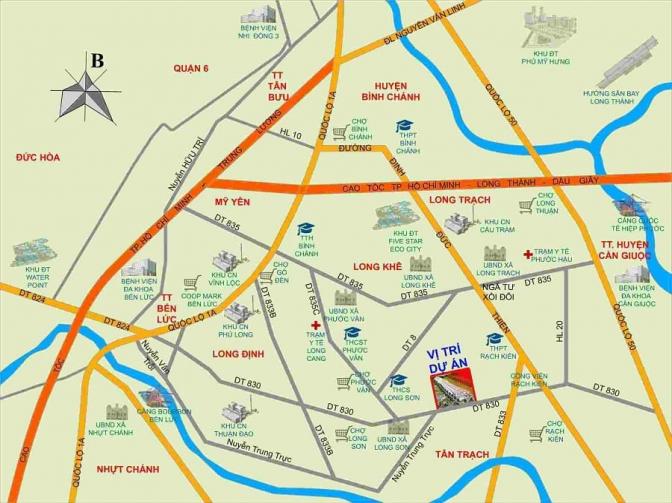 BỆNH VIỆN
NHI ĐỒNG 3
ĐL NGUYỄN VĂN LINH
KHU ĐT
PHÚ MỸ HƯNG
B
QUẬN 6
TT
TÂN
BỬU
HUYỆN
BÌNH CHÁNH
HƯỚNG SÂN BAY
LONG THÀNH
QUỐC LỘ 1A
QUỐC LỘ 50
CHỢ
BÌNH
CHÁNH
THPT
BÌNH
CHÁNH
HL 10
ĐƯỜNG
ĐINH
ĐỨC
THIỆN
ĐỨC HÒA
Nuyễn HỮU TRÍ
CAO
TỐC
TP.HỒ CHÍ MINH - TRUNG LƯƠNG
CAO TỐC TP HỒ CHÍ MINH - LONG THÀNH - DẦU GIÂY
MỸ YÊN
LONG TRẠCH
CHỢ
LONG
THUẬN
CẢNG QUỐC
TẾ HIỆP PHƯỚC
DT 835
KHU ĐT
FIVE STAR
ECO CITY
KHU CN
CẦU TRÀM
TTH
BÌNH
CHÁNH
TT. HUYỆN
CẦN GIUỘC
KHU ĐT
WATER
POINT
BỆNH VIỆN
ĐA KHOA
BẾN LỨC
KHU CN
VĨNH LỘC
COOP MARK
BẾN LỨC
CHỢ
GÒ
ĐEN
LONG KHÊ
UBND XÃ
LONG KHÊ
UBND XÃ
LONG TRẠCH
TRẠM Y TẾ
PHƯỚC HẬU
BỆNH VIỆN
ĐA KHOA
CẦN GIUỘC
DT 835
DT 835
NGÃ TƯ
XÓI ĐÔI
DT 824
DT 824
TT
BẾN
LỨC
QUỐC LỘ 1A
KHU CN
PHÚ LONG
DT 833B
DT 835C
UBND XÃ
PHƯỚC VÂN
TRẠM
Y TẾ
LONG
CANG
THCST
PHƯỚC
VÂN
DT 8
VỊ TRÍ
DỰ ÁN
THPT
RẠCH KIẾN
HL 20
QUỐC LỘ 50
LONG ĐỊNH
Nuyễn Văn
Trỗi
CHỢ
PHƯỚC
VÂN
THCS
LONG SƠN
CÔNG VIÊN
RẠCH KIẾN
DT 830
DT 830
DT 830
DT 830
UBND XÃ
NHỰT CHÁNH
CẢNG BOURBON
BẾN LỨC
KHU CN
THUẬN ĐẠO
CHỢ
LONG
SƠN
UBND XÃ
LONG SƠN
DT 833
CHỢ
RẠCH
KIẾN
QUỐC LỘ 1A
Nuyễn Trung Trực
DT 833B
Nuyễn Trung Trực
NHỰT CHÁNH
TÂN TRẠCH